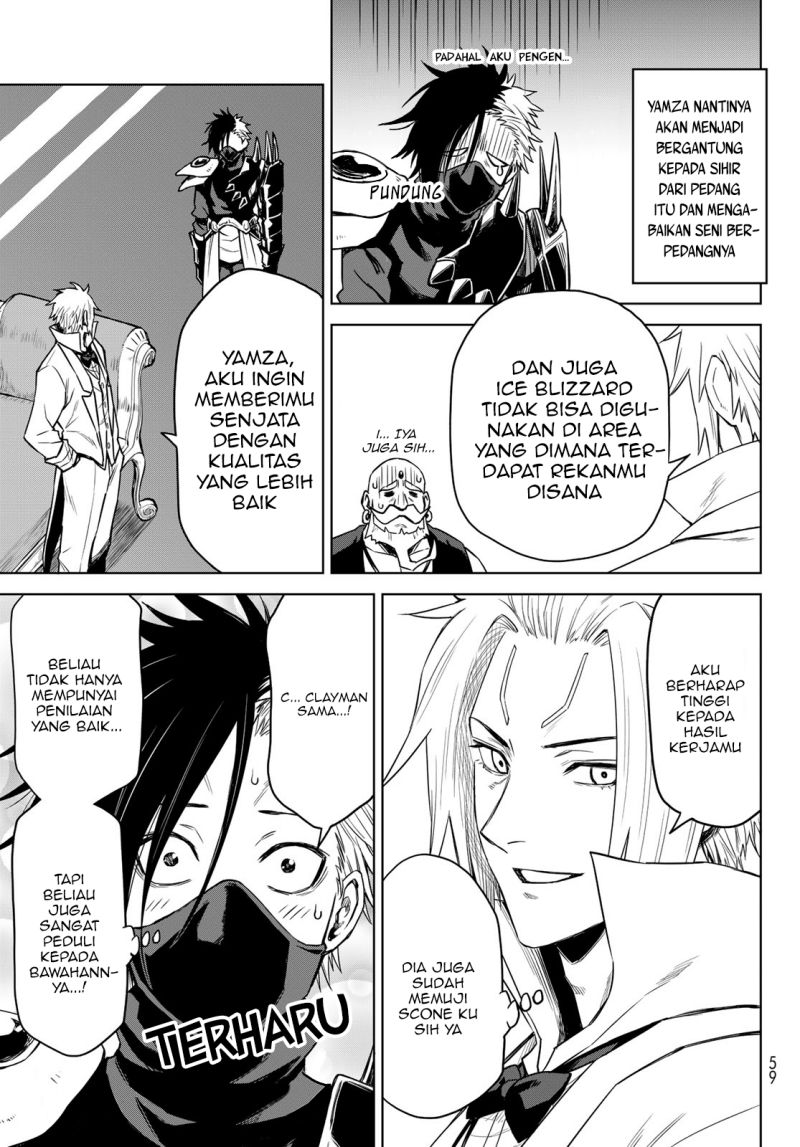 YAMZA NANTINYA
AKAN MENJADI
BERGANTUNG
KEPADA SIHIR
DARI PEDANG
ITU DAN MENGA-
BAIKAN SENI BER-
PEDANGNYA
PADAHAL AKU PENGEN...
PUNDUNG
YAMZA,
AKU INGIN
MEMBERIMU
SENJATA
DENGAN
KUALITAS
YANG LEBIH
BAIK
DAN JUGA
ICE BLIZZARD
TIDAK BISA DIGU-
NAKAN DI AREA
YANG DIMANA TER-
DAPAT REKANMU
DISANA
I... IYA
JUGA SIH...
AKU
BERHARAP
TINGGI
KEPADA
HASIL
KERJAMU
DIA JUGA
SUDAH
MEMUJI
SCONE KU
SIH YA
C... CLAYMAN
SAMA...!
BELIAU
TIDAK HANYA
MEMPUNYAI
PENILAIAN
YANG BAIK...
TAPI
BELIAU
JUGA
SANGAT
PEDULI
KEPADA
BAWAHANN-
YA...!
TERHARU
59